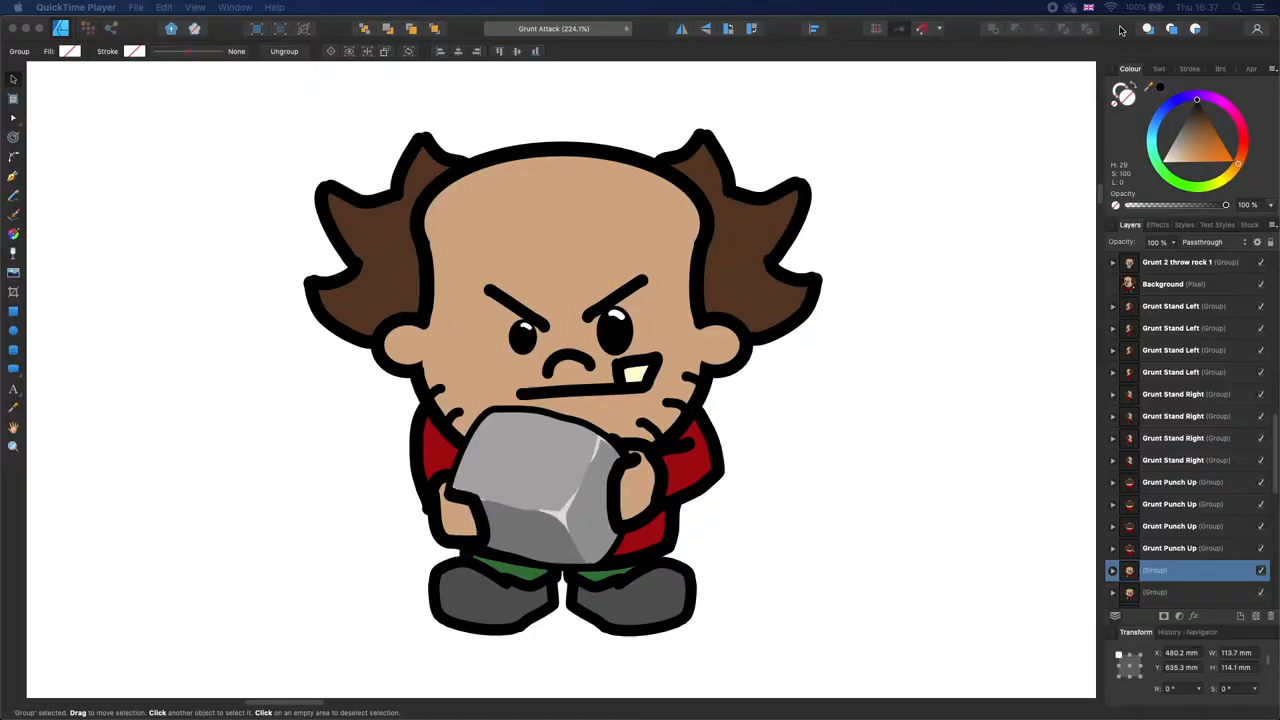 QuickTime Player File Edit View Window Help 100% Thu 16:37
Grunt Attack (224.1%)
Group Fill: Stroke None Ungroup
Colour Swt Stroke Brs Apr
H: 29
S: 100
L: 0
Opacity
100 %
Layers Effects Styles Text Styles Stock
Opacity: 100 % Passthrough
Grunt 2 throw rock 1 (Group)
Background (Pixel)
Grunt Stand Left (Group)
Grunt Stand Left (Group)
Grunt Stand Left (Group)
Grunt Stand Left (Group)
Grunt Stand Right (Group)
Grunt Stand Right (Group)
Grunt Stand Right (Group)
Grunt Stand Right (Group)
Grunt Punch Up (Group)
Grunt Punch Up (Group)
Grunt Punch Up (Group)
Grunt Punch Up (Group)
(Group)
(Group)
Transform History Navigator
X: 480.2 mm W: 113.7 mm
Y: 635.3 mm H: 114.1 mm
R: 0 ° S: 0 °
'Group' selected. Drag to move selection. Click another object to select it. Click on an empty area to deselect selection.